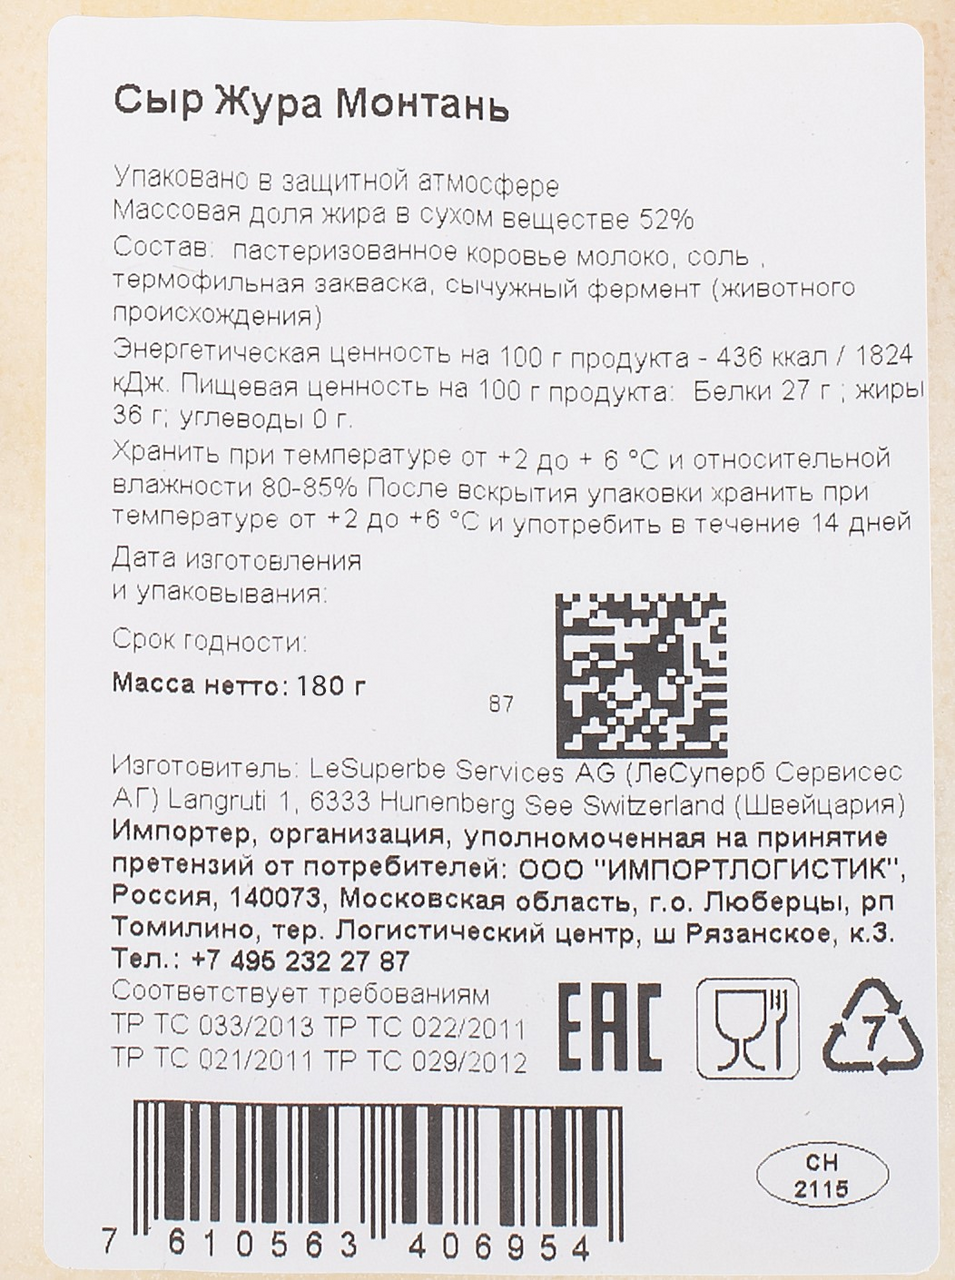 Сыр Жура Монтань
Упаковано в защитной атмосфере
Массовая доля жира в сухом веществе 52%
Состав: пастеризованное коровье молоко, соль ,
термофильная закваска, сычужный фермент (животного
происхождения)
Энергетическая ценность на 100 г продукта - 436 ккал / 1824
кДж. Пищевая ценность на 100 г продукта: Белки 27 г ; жиры
36 г; углеводы 0 г.
Хранить при температуре от +2 до + 6 °С и относительной
влажности 80-85% После вскрытия упаковки хранить при
температуре от +2 до +6 °С и употребить в течение 14 дней
Дата изготовления
и упаковывания:
Срок годности:
Масса нетто: 180 г
87
Изготовитель: LeSuperbe Services AG (ЛеСуперб Сервисес
АГ) Langruti 1, 6333 Hunenberg See Switzerland (Швейцария)
Импортер, организация, уполномоченная на принятие
претензий от потребителей: ООО "ИМПОРТЛОГИСТИК",
Россия, 140073, Московская область, г.о. Люберцы, рп
Томилино, тер. Логистический центр, ш Рязанское, к.3.
Тел.: +7 495 232 27 87
Соответствует требованиям
ТР ТС 033/2013 ТР ТС 022/2011
ТР ТС 021/2011 ТР ТС 029/2012
EAC
7
CH
2115
7 610563 406954